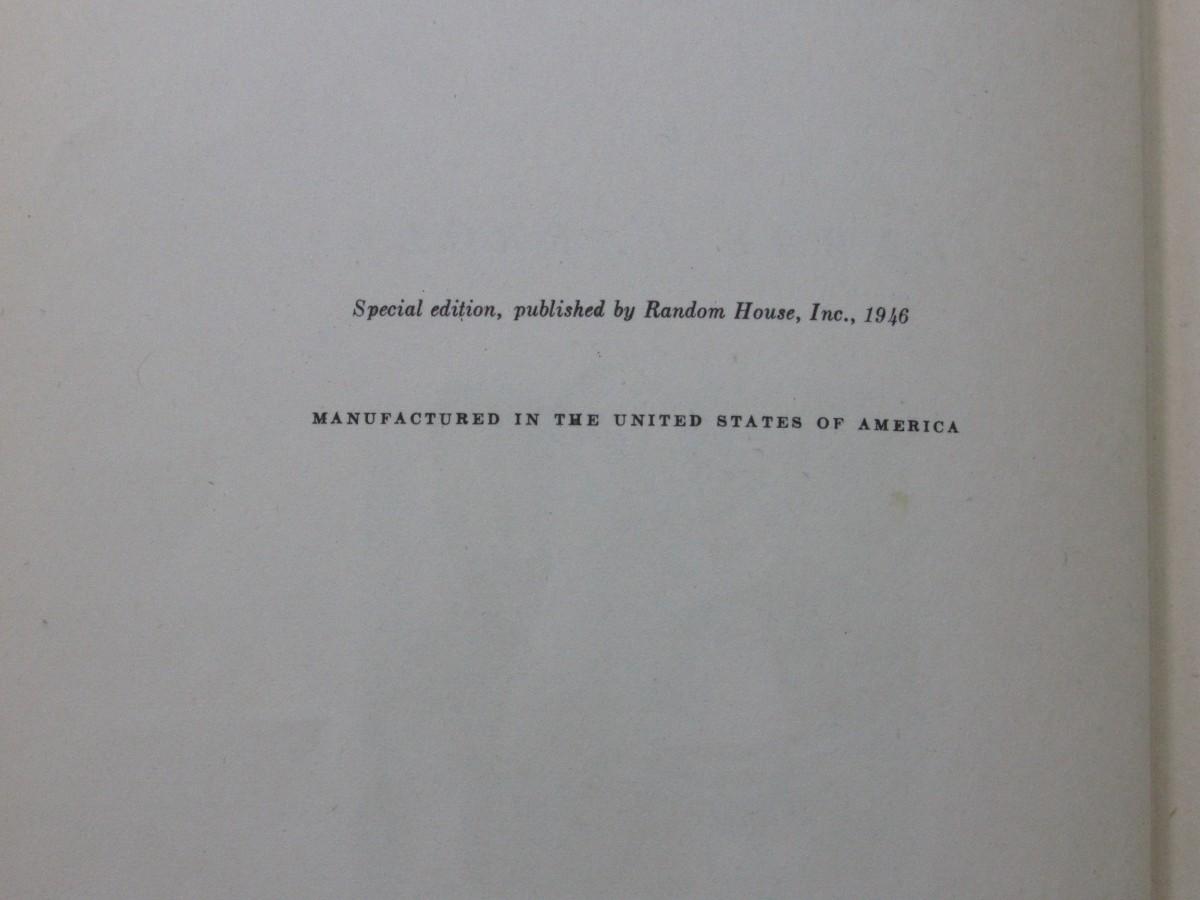 Special edition, published by Random House, Inc., 1946
MANUFACTURED IN THE UNITED STATES OF AMERICA